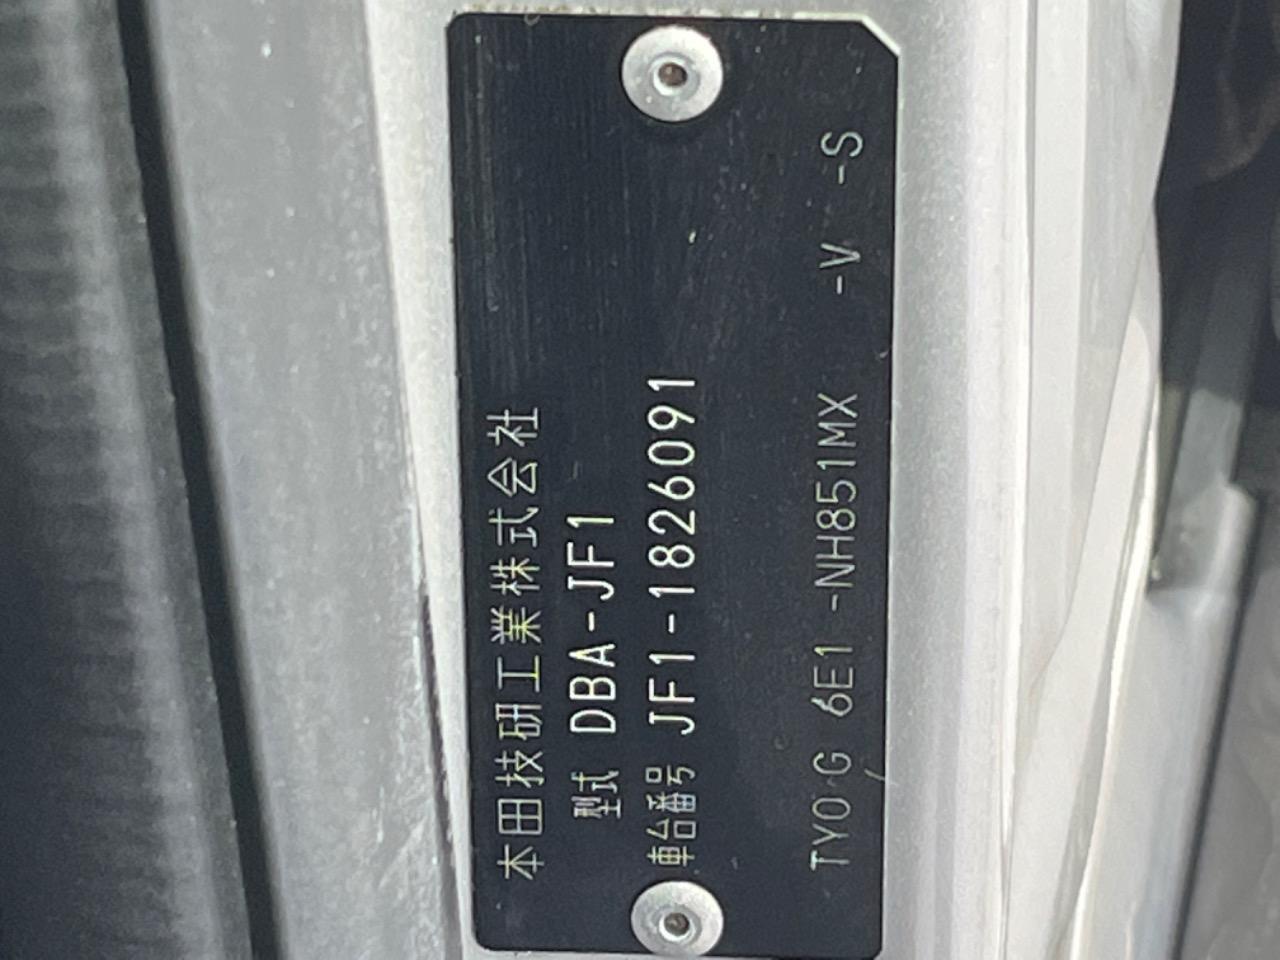 本田技研工業株式会社
型式 DBA-JF1
車台番号 JF1-1826091
TY0 G 6E1 -NH851MX -V -S